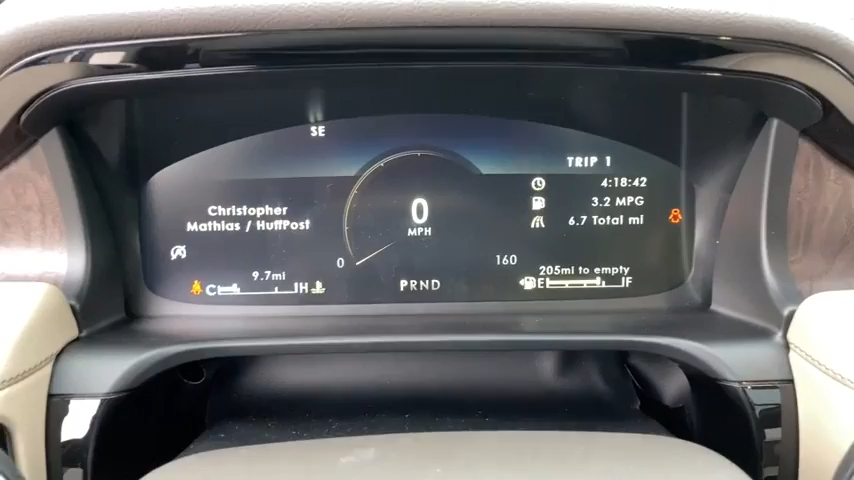 SE
TRIP 1
4:18:42
Christopher
Mathias / HuffPost
0
MPH
3.2 MPG
6.7 Total mi
0
160
9.7mi
205mi to empty
C H
PRND
E F